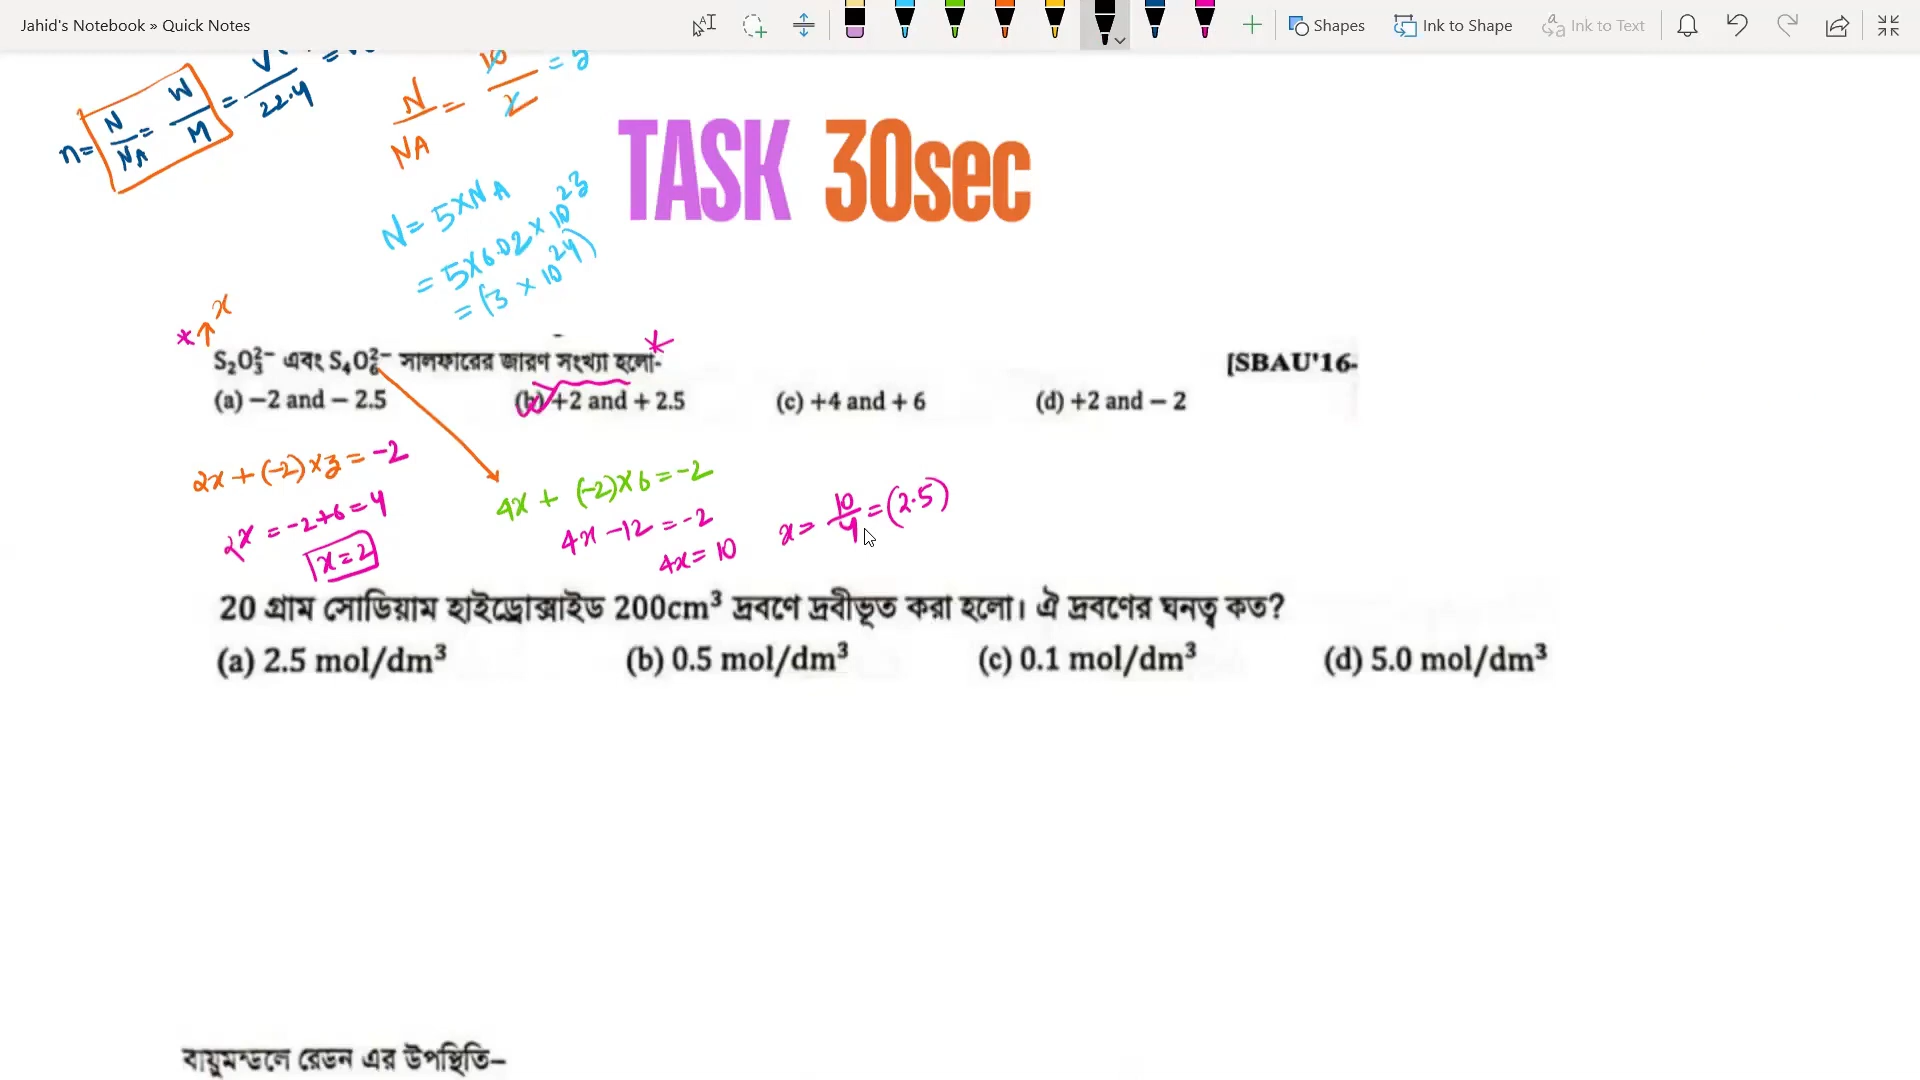 Jahid's Notebook » Quick Notes
Shapes
Ink to Shape
Ink to Text
n= N/NA = W/M = 22.4
N/NA = 10/2 = 5
N= 5×NA
= 5×6.02×10²³
= (3 × 10²⁴)
TASK 30sec
* x
S₂O₃²⁻ এবং S₄O₆²⁻ সালফারের জারণ সংখ্যা হলো- *
[SBAU'16-
(a) −2 and − 2.5 (b) +2 and + 2.5 (c) +4 and + 6 (d) +2 and − 2
2x + (-2)×3 = -2
2x = -2+6 = 4
x=2
4x + (-2)×6 = -2
4x -12 = -2
4x = 10
x = 10/4 = (2.5)
20 গ্রাম সোডিয়াম হাইড্রোক্সাইড 200cm³ দ্রবণে দ্রবীভূত করা হলো। ঐ দ্রবণের ঘনত্ব কত?
(a) 2.5 mol/dm³ (b) 0.5 mol/dm³ (c) 0.1 mol/dm³ (d) 5.0 mol/dm³
বায়ুমন্ডলে রেডন এর উপস্থিতি–